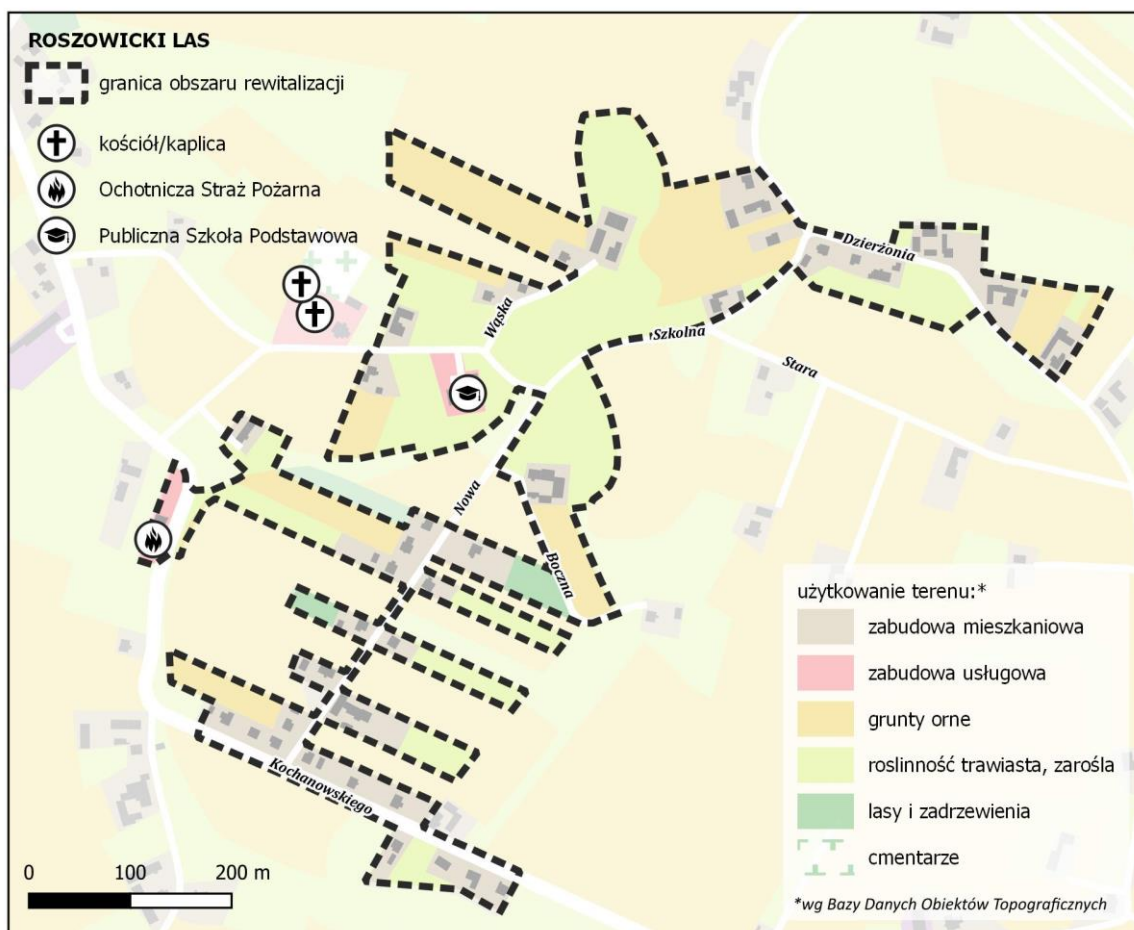 ROSZOWICKI LAS
granica obszaru rewitalizacji
kościół/kaplica
Ochotnicza Straż Pożarna
Publiczna Szkoła Podstawowa
Dzierżonia
Wąska
Szkolna
Stara
Nowa
Boczna
Kochanowskiego
użytkowanie terenu:*
zabudowa mieszkaniowa
zabudowa usługowa
grunty orne
roslinność trawiasta, zarośla
lasy i zadrzewienia
cmentarze
*wg Bazy Danych Obiektów Topograficznych
0 100 200 m